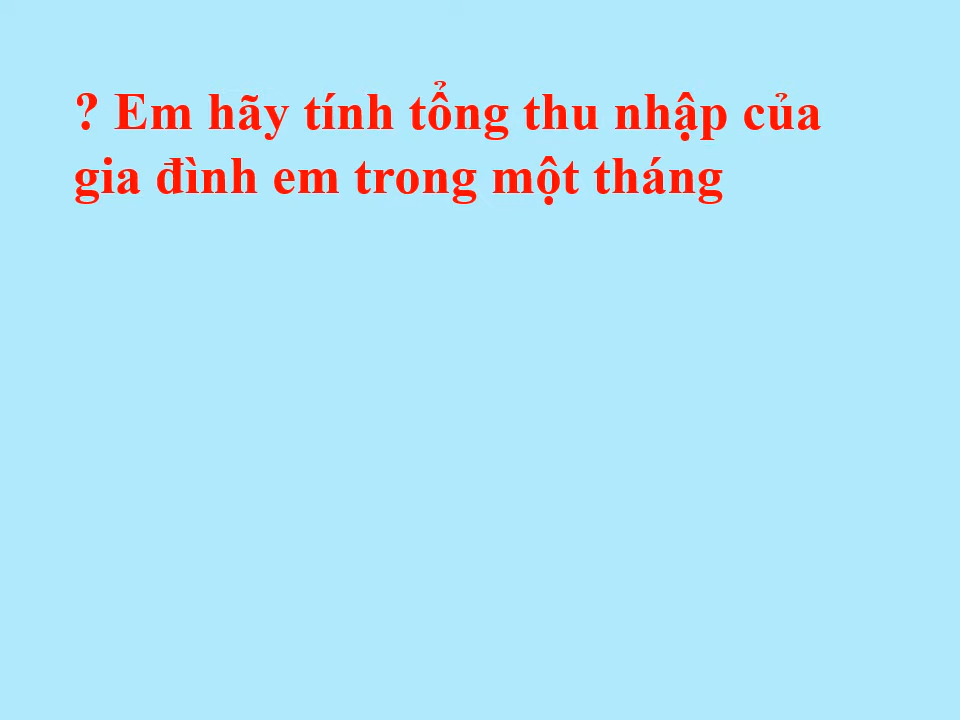 ? Em hãy tính tổng thu nhập của
gia đình em trong một tháng